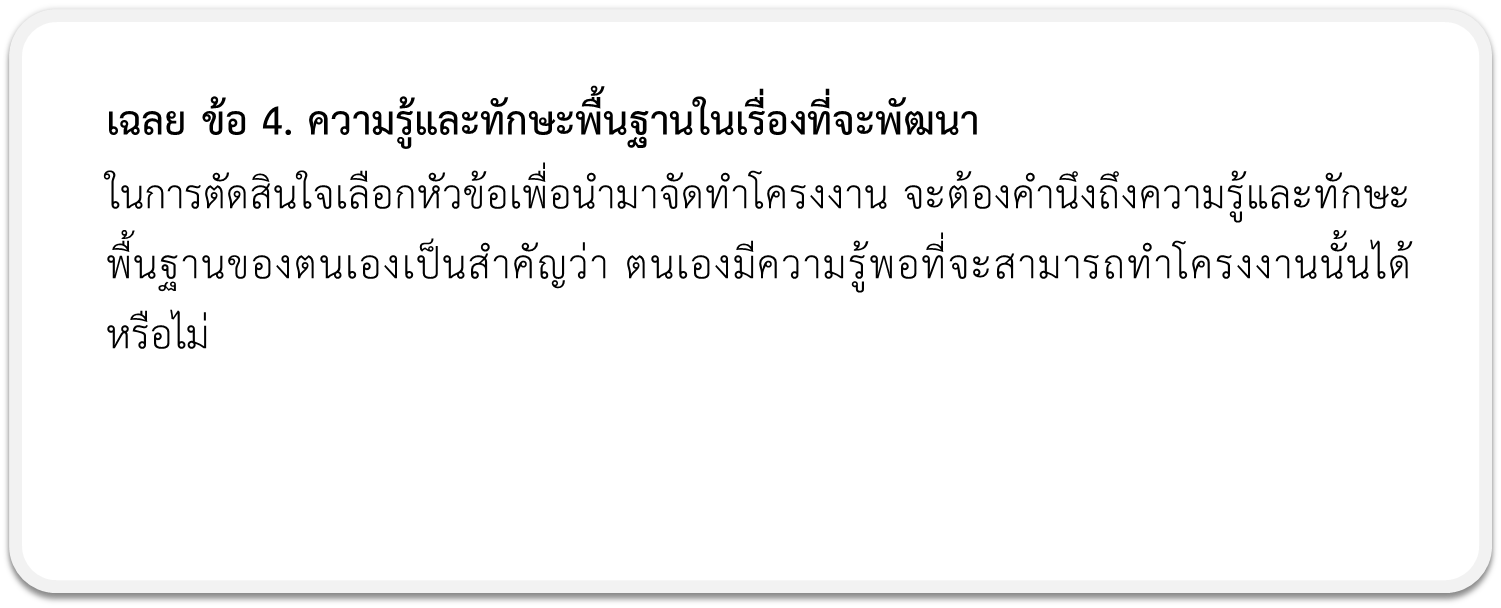 เฉลย ข้อ 4. ความรู้และทักษะพื้นฐานในเรื่องที่จะพัฒนา
ในการตัดสินใจเลือกหัวข้อเพื่อนำมาจัดทำโครงงาน จะต้องคำนึงถึงความรู้และทักษะ
พื้นฐานของตนเองเป็นสำคัญว่า ตนเองมีความรู้พอที่จะสามารถทำโครงงานนั้นได้
หรือไม่